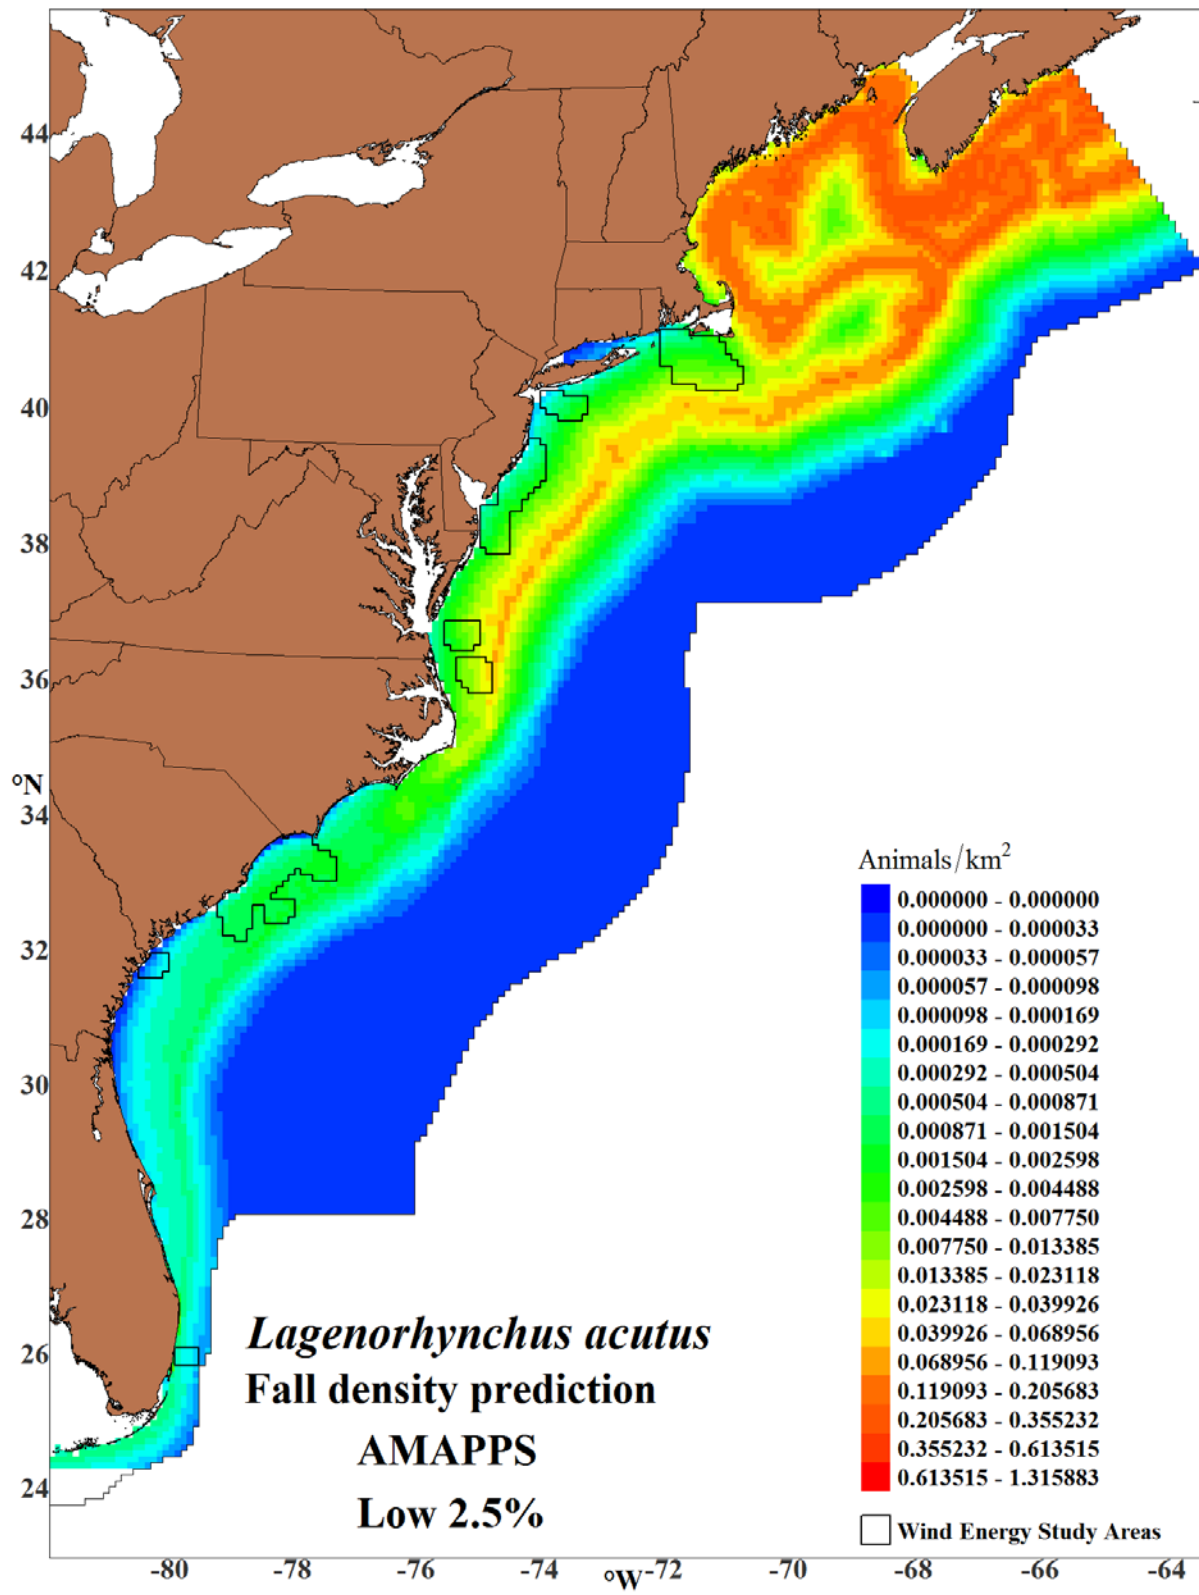 44
42
40
38
36
°N
34
32
30
28
26
24
Animals/km²
0.000000 - 0.000000
0.000000 - 0.000033
0.000033 - 0.000057
0.000057 - 0.000098
0.000098 - 0.000169
0.000169 - 0.000292
0.000292 - 0.000504
0.000504 - 0.000871
0.000871 - 0.001504
0.001504 - 0.002598
0.002598 - 0.004488
0.004488 - 0.007750
0.007750 - 0.013385
0.013385 - 0.023118
0.023118 - 0.039926
0.039926 - 0.068956
0.068956 - 0.119093
0.119093 - 0.205683
0.205683 - 0.355232
0.355232 - 0.613515
0.613515 - 1.315883
Wind Energy Study Areas
Lagenorhynchus acutus
Fall density prediction
AMAPPS
Low 2.5%
-80 -78 -76 -74 °W -72 -70 -68 -66 -64